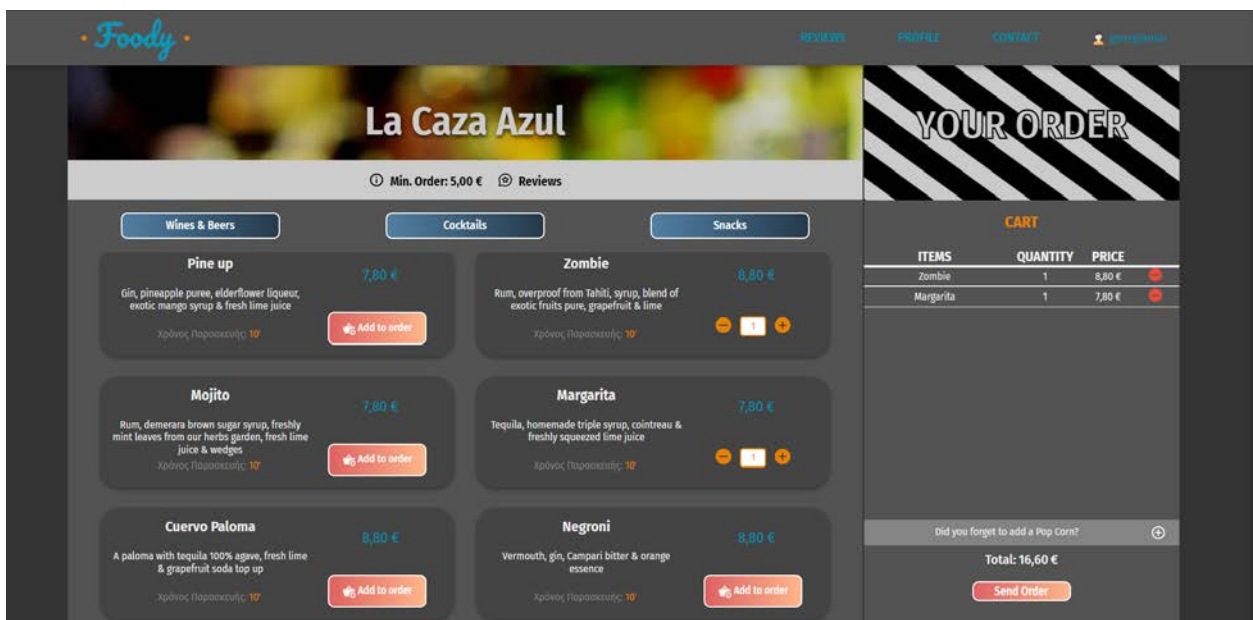 Foody
REVIEWS PROFILE CONTACT
La Caza Azul
Min. Order: 5,00 € Reviews
Wines & Beers Cocktails Snacks
Pine up
7,80 €
Gin, pineapple puree, elderflower liqueur,
exotic mango syrup & fresh lime juice
Χρόνος Παρασκευής: 10'
Add to order
Zombie
8,80 €
Rum, overproof from Tahiti, syrup, blend of
exotic fruits pure, grapefruit & lime
Χρόνος Παρασκευής: 10'
1
Mojito
7,80 €
Rum, demerara brown sugar syrup, freshly
mint leaves from our herbs garden, fresh lime
juice & wedges
Χρόνος Παρασκευής: 10'
Add to order
Margarita
7,80 €
Tequila, homemade triple syrup, cointreau &
freshly squeezed lime juice
Χρόνος Παρασκευής: 10'
1
Cuervo Paloma
8,80 €
A paloma with tequila 100% agave, fresh lime
& grapefruit soda top up
Χρόνος Παρασκευής: 10'
Add to order
Negroni
8,80 €
Vermouth, gin, Campari bitter & orange
essence
Χρόνος Παρασκευής: 10'
Add to order
YOUR ORDER
CART
ITEMS QUANTITY PRICE
Zombie 1 8,80 €
Margarita 1 7,80 €
Did you forget to add a Pop Corn?
Total: 16,60 €
Send Order